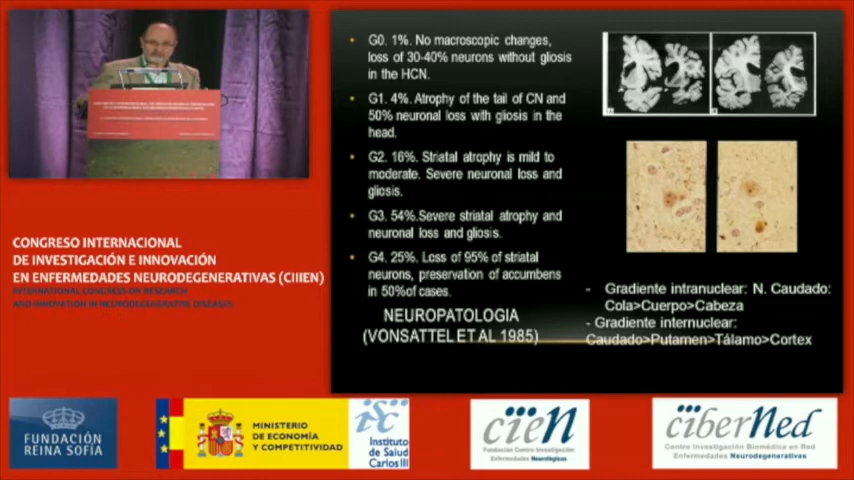 G0. 1%. No macroscopic changes,
loss of 30-40% neurons without gliosis
in the HCN.
G1. 4%. Atrophy of the tail of CN and
50% neuronal loss with gliosis in the
head.
G2. 16%. Striatal atrophy is mild to
moderate. Severe neuronal loss and
gliosis.
G3. 54%.Severe striatal atrophy and
neuronal loss and gliosis.
G4. 25%. Loss of 95% of striatal
neurons, preservation of accumbens
in 50%of cases.
NEUROPATOLOGIA
(VONSATTEL ET AL 1985)
- Gradiente intranuclear: N. Caudado:
Cola>Cuerpo>Cabeza
- Gradiente internuclear:
Caudado>Putamen>Tálamo>Cortex
CONGRESO INTERNACIONAL
DE INVESTIGACIÓN E INNOVACIÓN
EN ENFERMEDADES NEURODEGENERATIVAS (CIIIEN)
INTERNATIONAL CONGRESS ON RESEARCH
AND INNOVATION IN NEURODEGENERATIVE DISEASES
FUNDACIÓN
REINA SOFÍA
MINISTERIO
DE ECONOMÍA
Y COMPETITIVIDAD
isc
Instituto
de Salud
Carlos III
cien
Fundación Centro Investigación
Enfermedades Neurológicas
ciberNed
Centro Investigación Biomédica en Red
Enfermedades Neurodegenerativas